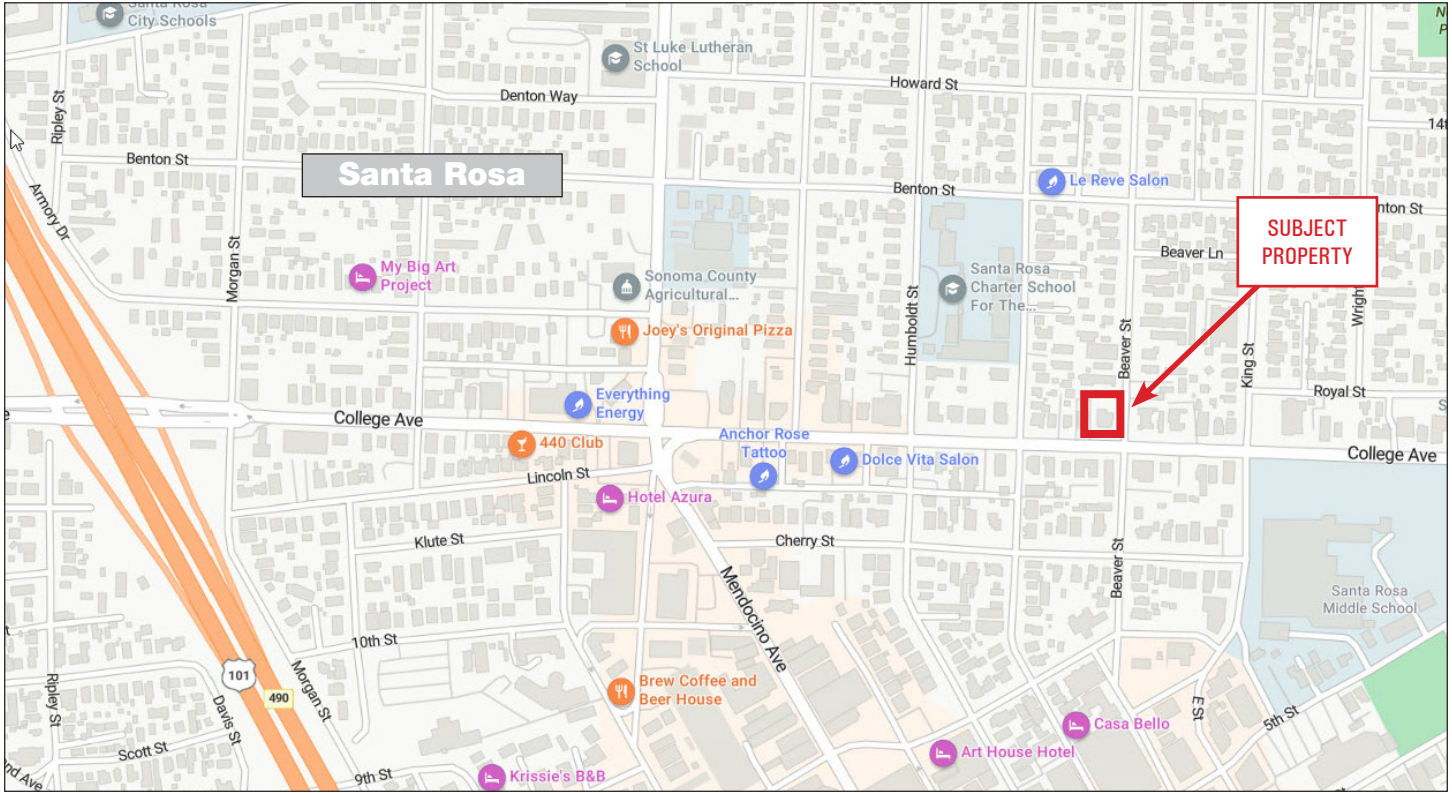 Santa Rosa
City Schools
St Luke Lutheran
School
Howard St
Denton Way
Ripley St
Benton St
Santa Rosa
Armory Dr
Benton St
Le Reve Salon
SUBJECT
PROPERTY
Morgan St
Beaver Ln
My Big Art
Project
Sonoma County
Agricultural...
Santa Rosa
Charter School
For The...
Joey's Original Pizza
Humboldt St
Beaver St
King St
Royal St
Everything
Energy
College Ave
440 Club
Anchor Rose
Tattoo
Dolce Vita Salon
College Ave
Lincoln St
Hotel Azura
Klute St
Cherry St
Mendocino Ave
Beaver St
Santa Rosa
Middle School
10th St
101
490
Morgan St
Ripley St
Davis St
Brew Coffee and
Beer House
E St
5th St
Casa Bello
Art House Hotel
Scott St
9th St
Krissie's B&B